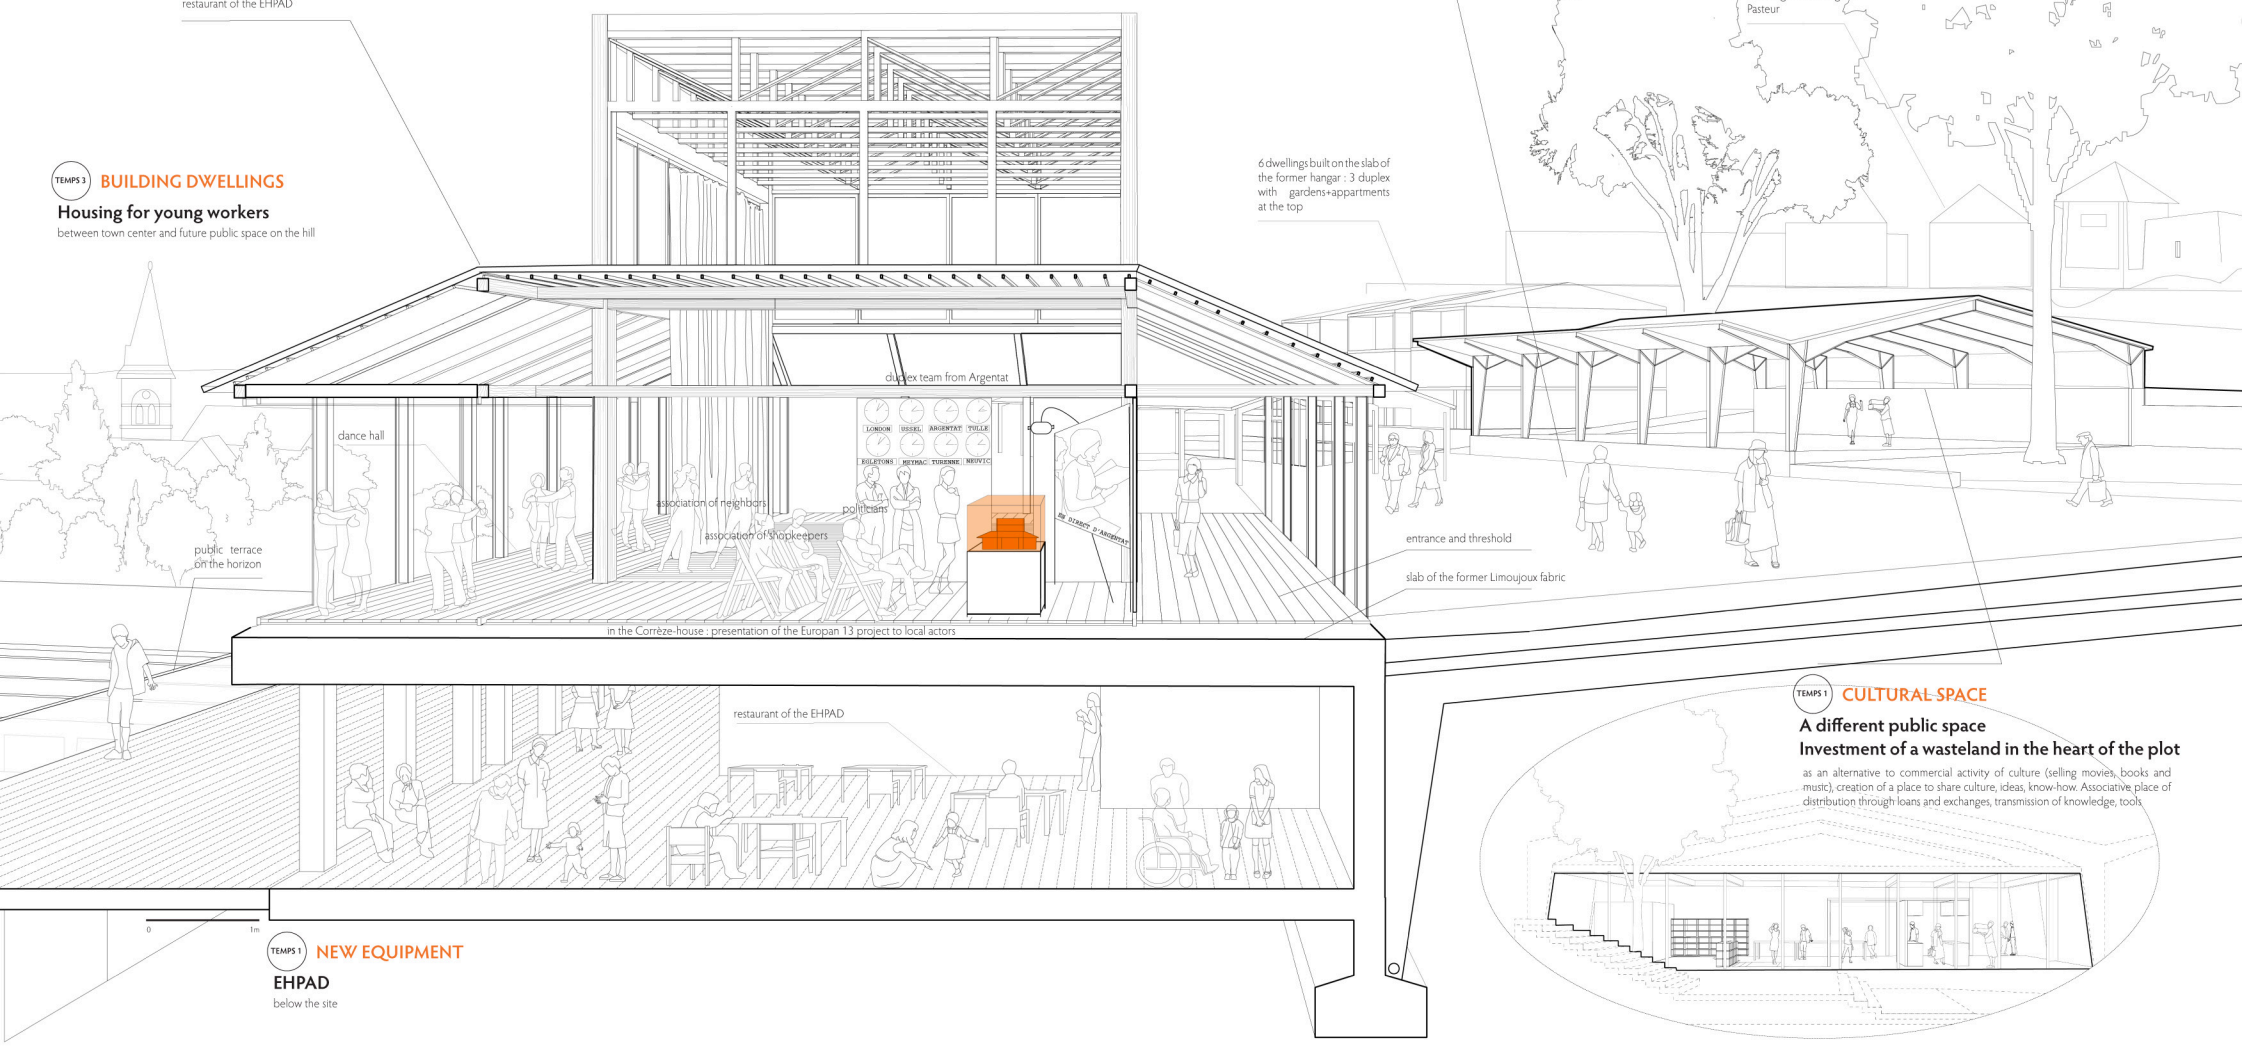 restaurant of the EHPAD
Pasteur
TEMPS 3 BUILDING DWELLINGS
Housing for young workers
between town center and future public space on the hill
6 dwellings built on the slab of
the former hangar : 3 duplex
with gardens+appartments
at the top
duplex team from Argentat
dance hall
LONDON USSEL ARGENTAT TULLE
EGLETONS MEYMAC TURENNE NEUVIC
association of neighbors
politicians
association of shopkeepers
EN DIRECT D'ARGENTAT
public terrace
on the horizon
entrance and threshold
slab of the former Limoujoux fabric
in the Corrèze-house : presentation of the Europan 13 project to local actors
restaurant of the EHPAD
TEMPS 1 CULTURAL SPACE
A different public space
Investment of a wasteland in the heart of the plot
as an alternative to commercial activity of culture (selling movies, books and
music), creation of a place to share culture, ideas, know-how. Associative place of
distribution through loans and exchanges, transmission of knowledge, tools
0 1m
TEMPS 1 NEW EQUIPMENT
EHPAD
below the site